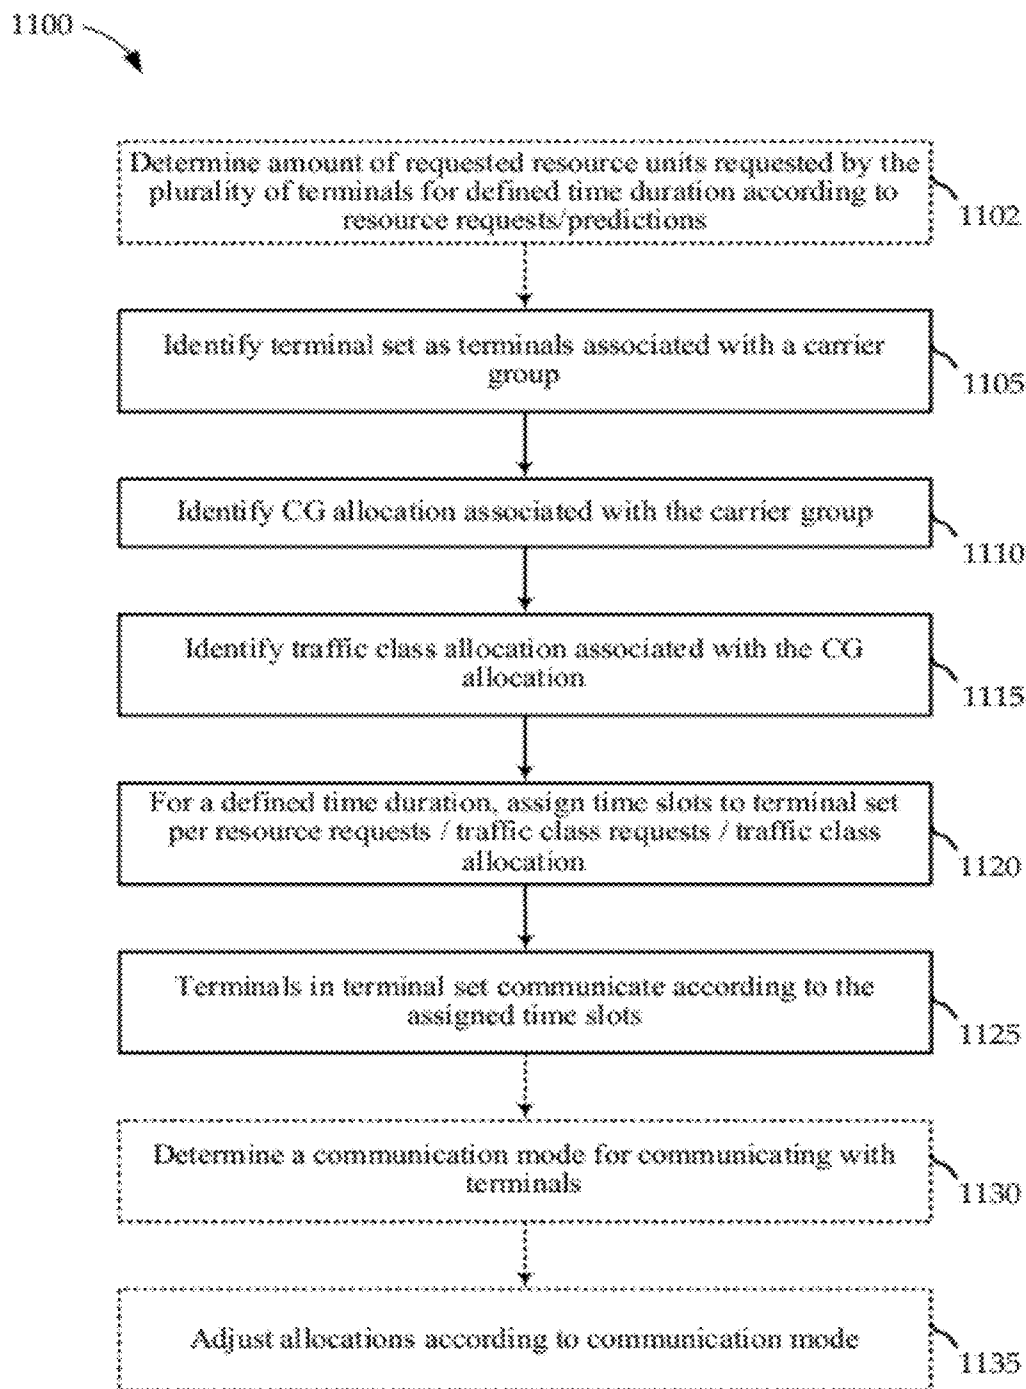 1100
Determine amount of requested resource units requested by the
plurality of terminals for defined time duration according to
resource requests/predictions
1102
Identify terminal set as terminals associated with a carrier
group
1105
Identify CG allocation associated with the carrier group
1110
Identify traffic class allocation associated with the CG
allocation
1115
For a defined time duration, assign time slots to terminal set
per resource requests / traffic class requests / traffic class
allocation
1120
Terminals in terminal set communicate according to the
assigned time slots
1125
Determine a communication mode for communicating with
terminals
1130
Adjust allocations according to communication mode
1135